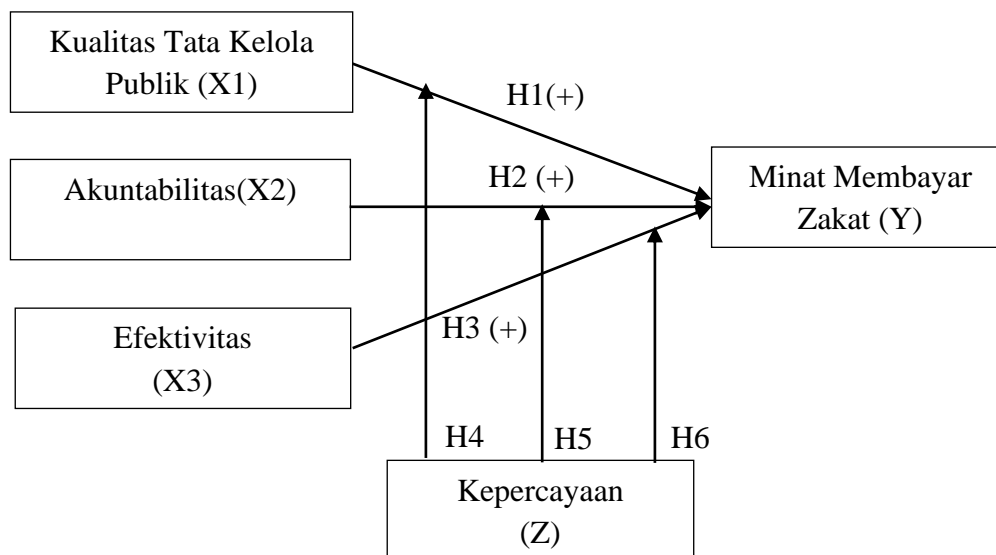 Kualitas Tata Kelola
Publik (X1)
H1(+)
Akuntabilitas(X2)
H2 (+)
Minat Membayar
Zakat (Y)
Efektivitas
(X3)
H3 (+)
H4
H5
H6
Kepercayaan
(Z)